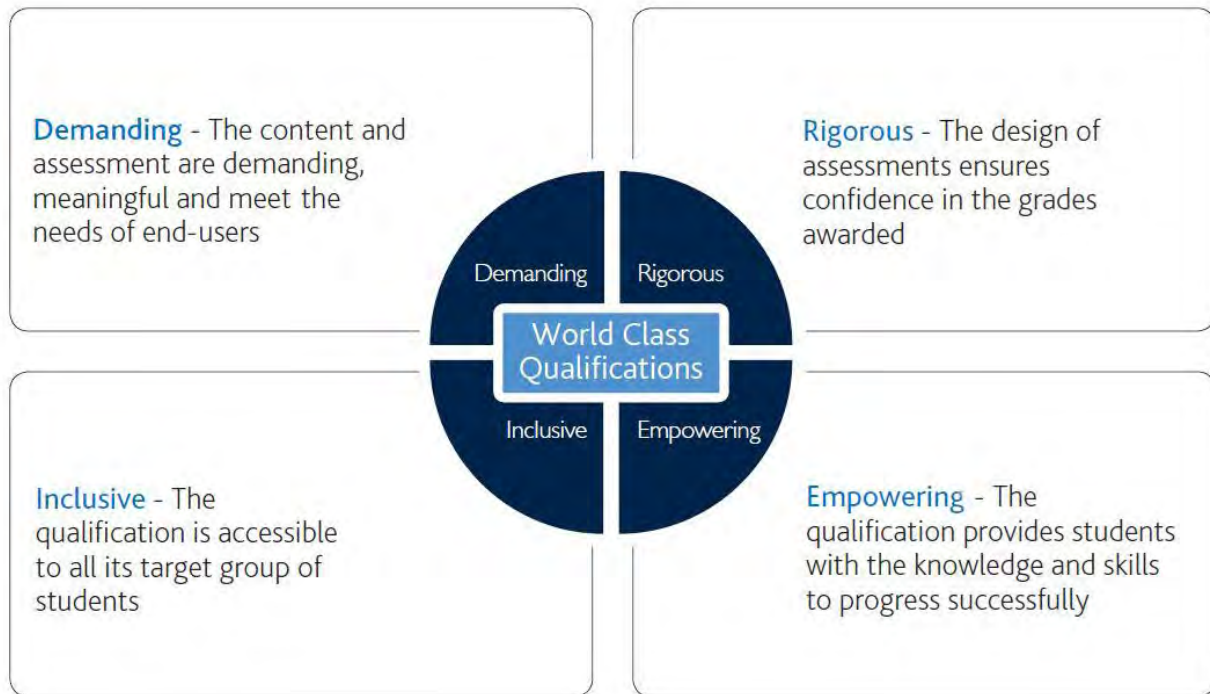 Demanding - The content and
assessment are demanding,
meaningful and meet the
needs of end-users
Rigorous - The design of
assessments ensures
confidence in the grades
awarded
Demanding
Rigorous
World Class
Qualifications
Inclusive
Empowering
Inclusive - The
qualification is accessible
to all its target group of
students
Empowering - The
qualification provides students
with the knowledge and skills
to progress successfully